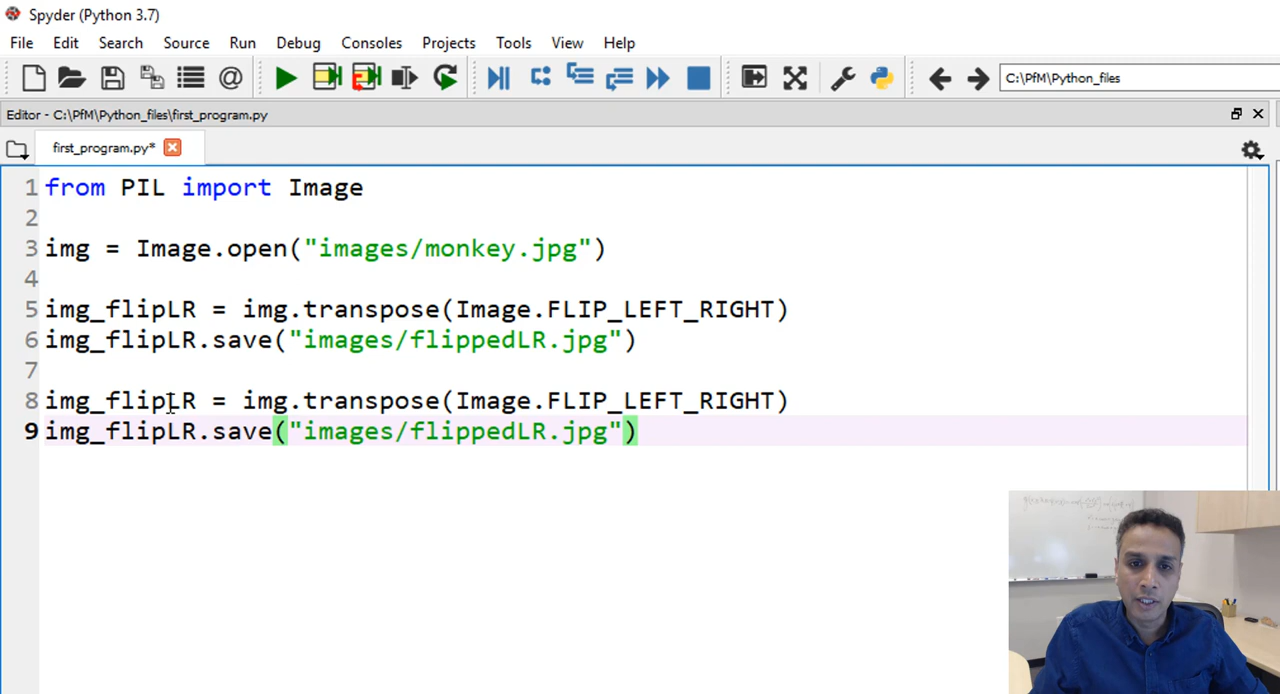 Spyder (Python 3.7)
File Edit Search Source Run Debug Consoles Projects Tools View Help
C:\PfM\Python_files
Editor - C:\PfM\Python_files\first_program.py
first_program.py*
1 from PIL import Image
2
3 img = Image.open("images/monkey.jpg")
4
5 img_flipLR = img.transpose(Image.FLIP_LEFT_RIGHT)
6 img_flipLR.save("images/flippedLR.jpg")
7
8 img_flipLR = img.transpose(Image.FLIP_LEFT_RIGHT)
9 img_flipLR.save("images/flippedLR.jpg")